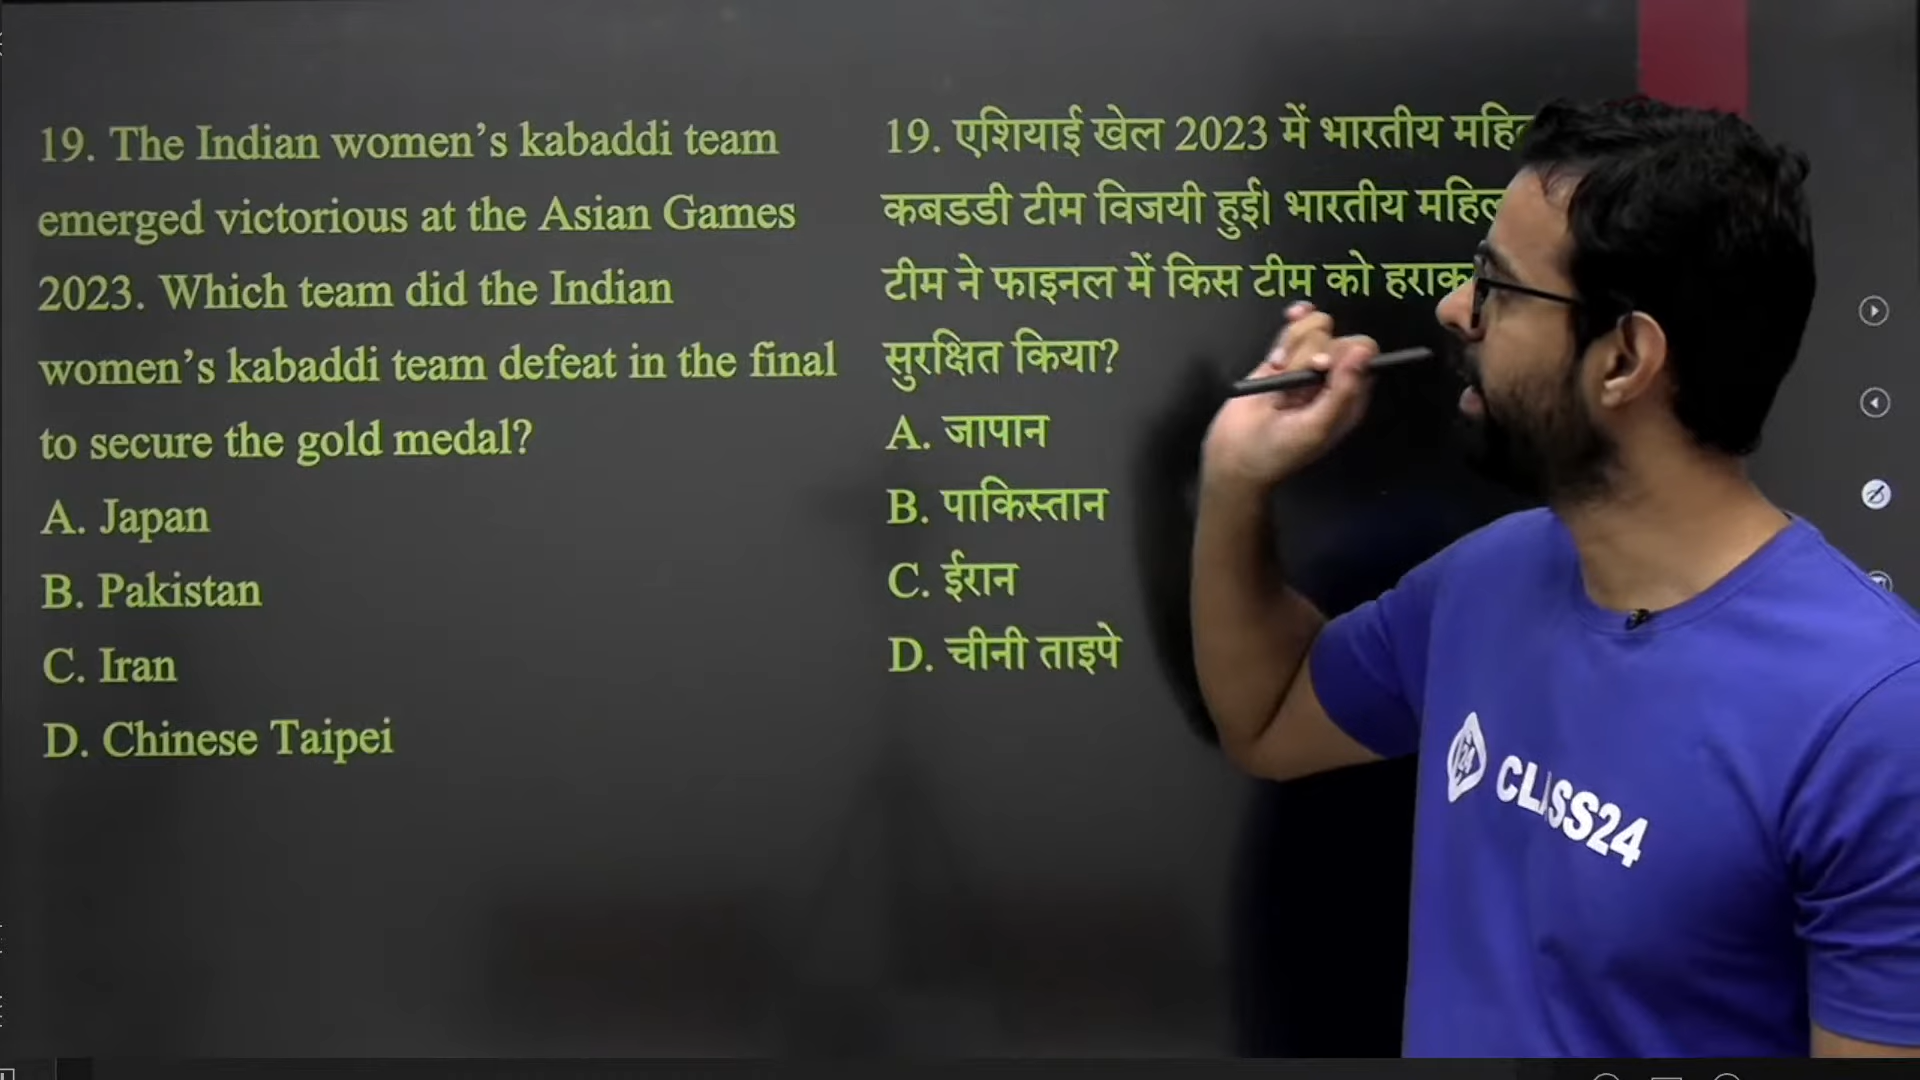 19. The Indian women's kabaddi team
emerged victorious at the Asian Games
2023. Which team did the Indian
women's kabaddi team defeat in the final
to secure the gold medal?
A. Japan
B. Pakistan
C. Iran
D. Chinese Taipei
19. एशियाई खेल 2023 में भारतीय
कबडडी टीम विजयी हुई। भारतीय
टीम ने फाइनल में किस टीम को
सुरक्षित किया?
A. जापान
B. पाकिस्तान
C. ईरान
D. चीनी ताइपे
24 CLASS24